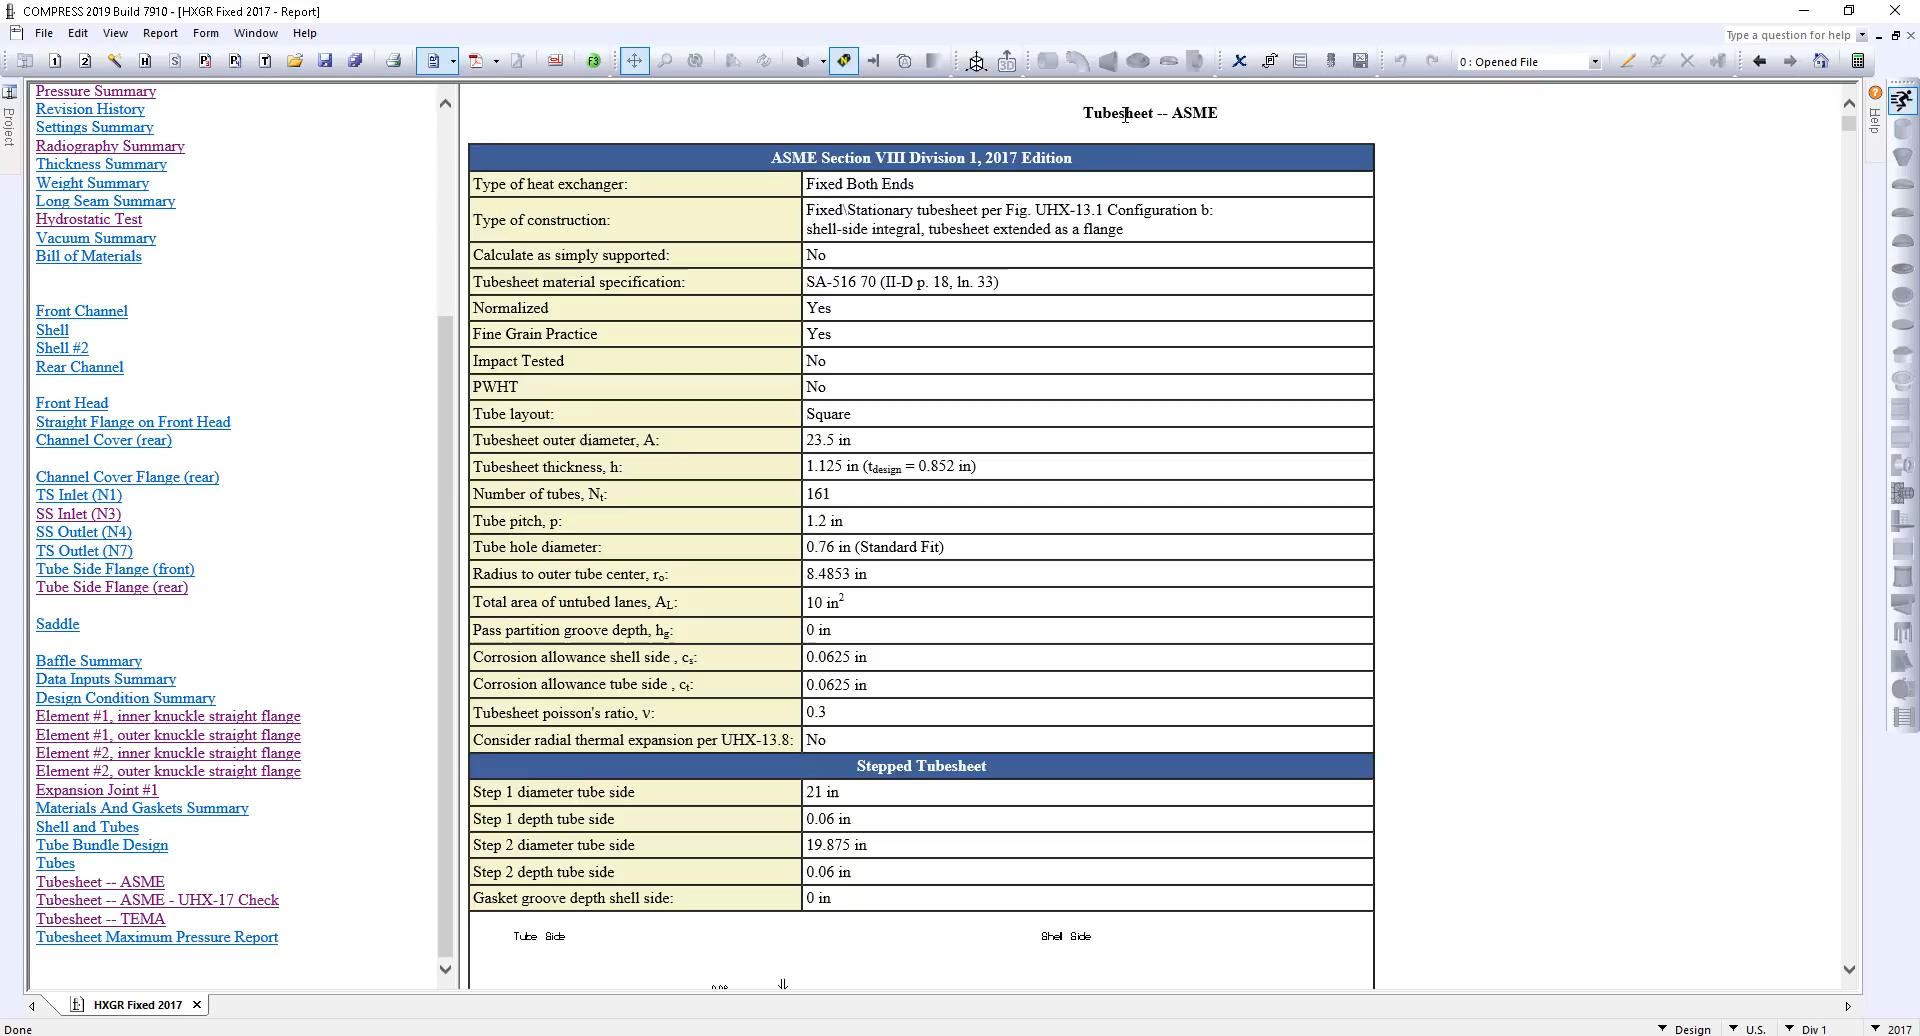 COMPRESS 2019 Build 7910 - [HXGR Fixed 2017 - Report]
File Edit View Report Form Window Help
Type a question for help
0 : Opened File
Project
Help
Pressure Summary
Revision History
Settings Summary
Radiography Summary
Thickness Summary
Weight Summary
Long Seam Summary
Hydrostatic Test
Vacuum Summary
Bill of Materials
Front Channel
Shell
Shell #2
Rear Channel
Front Head
Straight Flange on Front Head
Channel Cover (rear)
Channel Cover Flange (rear)
TS Inlet (N1)
SS Inlet (N3)
SS Outlet (N4)
TS Outlet (N7)
Tube Side Flange (front)
Tube Side Flange (rear)
Saddle
Baffle Summary
Data Inputs Summary
Design Condition Summary
Element #1, inner knuckle straight flange
Element #1, outer knuckle straight flange
Element #2, inner knuckle straight flange
Element #2, outer knuckle straight flange
Expansion Joint #1
Materials And Gaskets Summary
Shell and Tubes
Tube Bundle Design
Tubes
Tubesheet -- ASME
Tubesheet -- ASME - UHX-17 Check
Tubesheet -- TEMA
Tubesheet Maximum Pressure Report
Tubesheet -- ASME
ASME Section VIII Division 1, 2017 Edition
Type of heat exchanger: Fixed Both Ends
Type of construction: Fixed\Stationary tubesheet per Fig. UHX-13.1 Configuration b:
shell-side integral, tubesheet extended as a flange
Calculate as simply supported: No
Tubesheet material specification: SA-516 70 (II-D p. 18, ln. 33)
Normalized Yes
Fine Grain Practice Yes
Impact Tested No
PWHT No
Tube layout: Square
Tubesheet outer diameter, A: 23.5 in
Tubesheet thickness, h: 1.125 in (tdesign = 0.852 in)
Number of tubes, Nt: 161
Tube pitch, p: 1.2 in
Tube hole diameter: 0.76 in (Standard Fit)
Radius to outer tube center, ro: 8.4853 in
Total area of untubed lanes, AL: 10 in2
Pass partition groove depth, hg: 0 in
Corrosion allowance shell side , cs: 0.0625 in
Corrosion allowance tube side , ct: 0.0625 in
Tubesheet poisson's ratio, ν: 0.3
Consider radial thermal expansion per UHX-13.8: No
Stepped Tubesheet
Step 1 diameter tube side 21 in
Step 1 depth tube side 0.06 in
Step 2 diameter tube side 19.875 in
Step 2 depth tube side 0.06 in
Gasket groove depth shell side: 0 in
Tube Side Shell Side
HXGR Fixed 2017
Done Design U.S. Div 1 2017